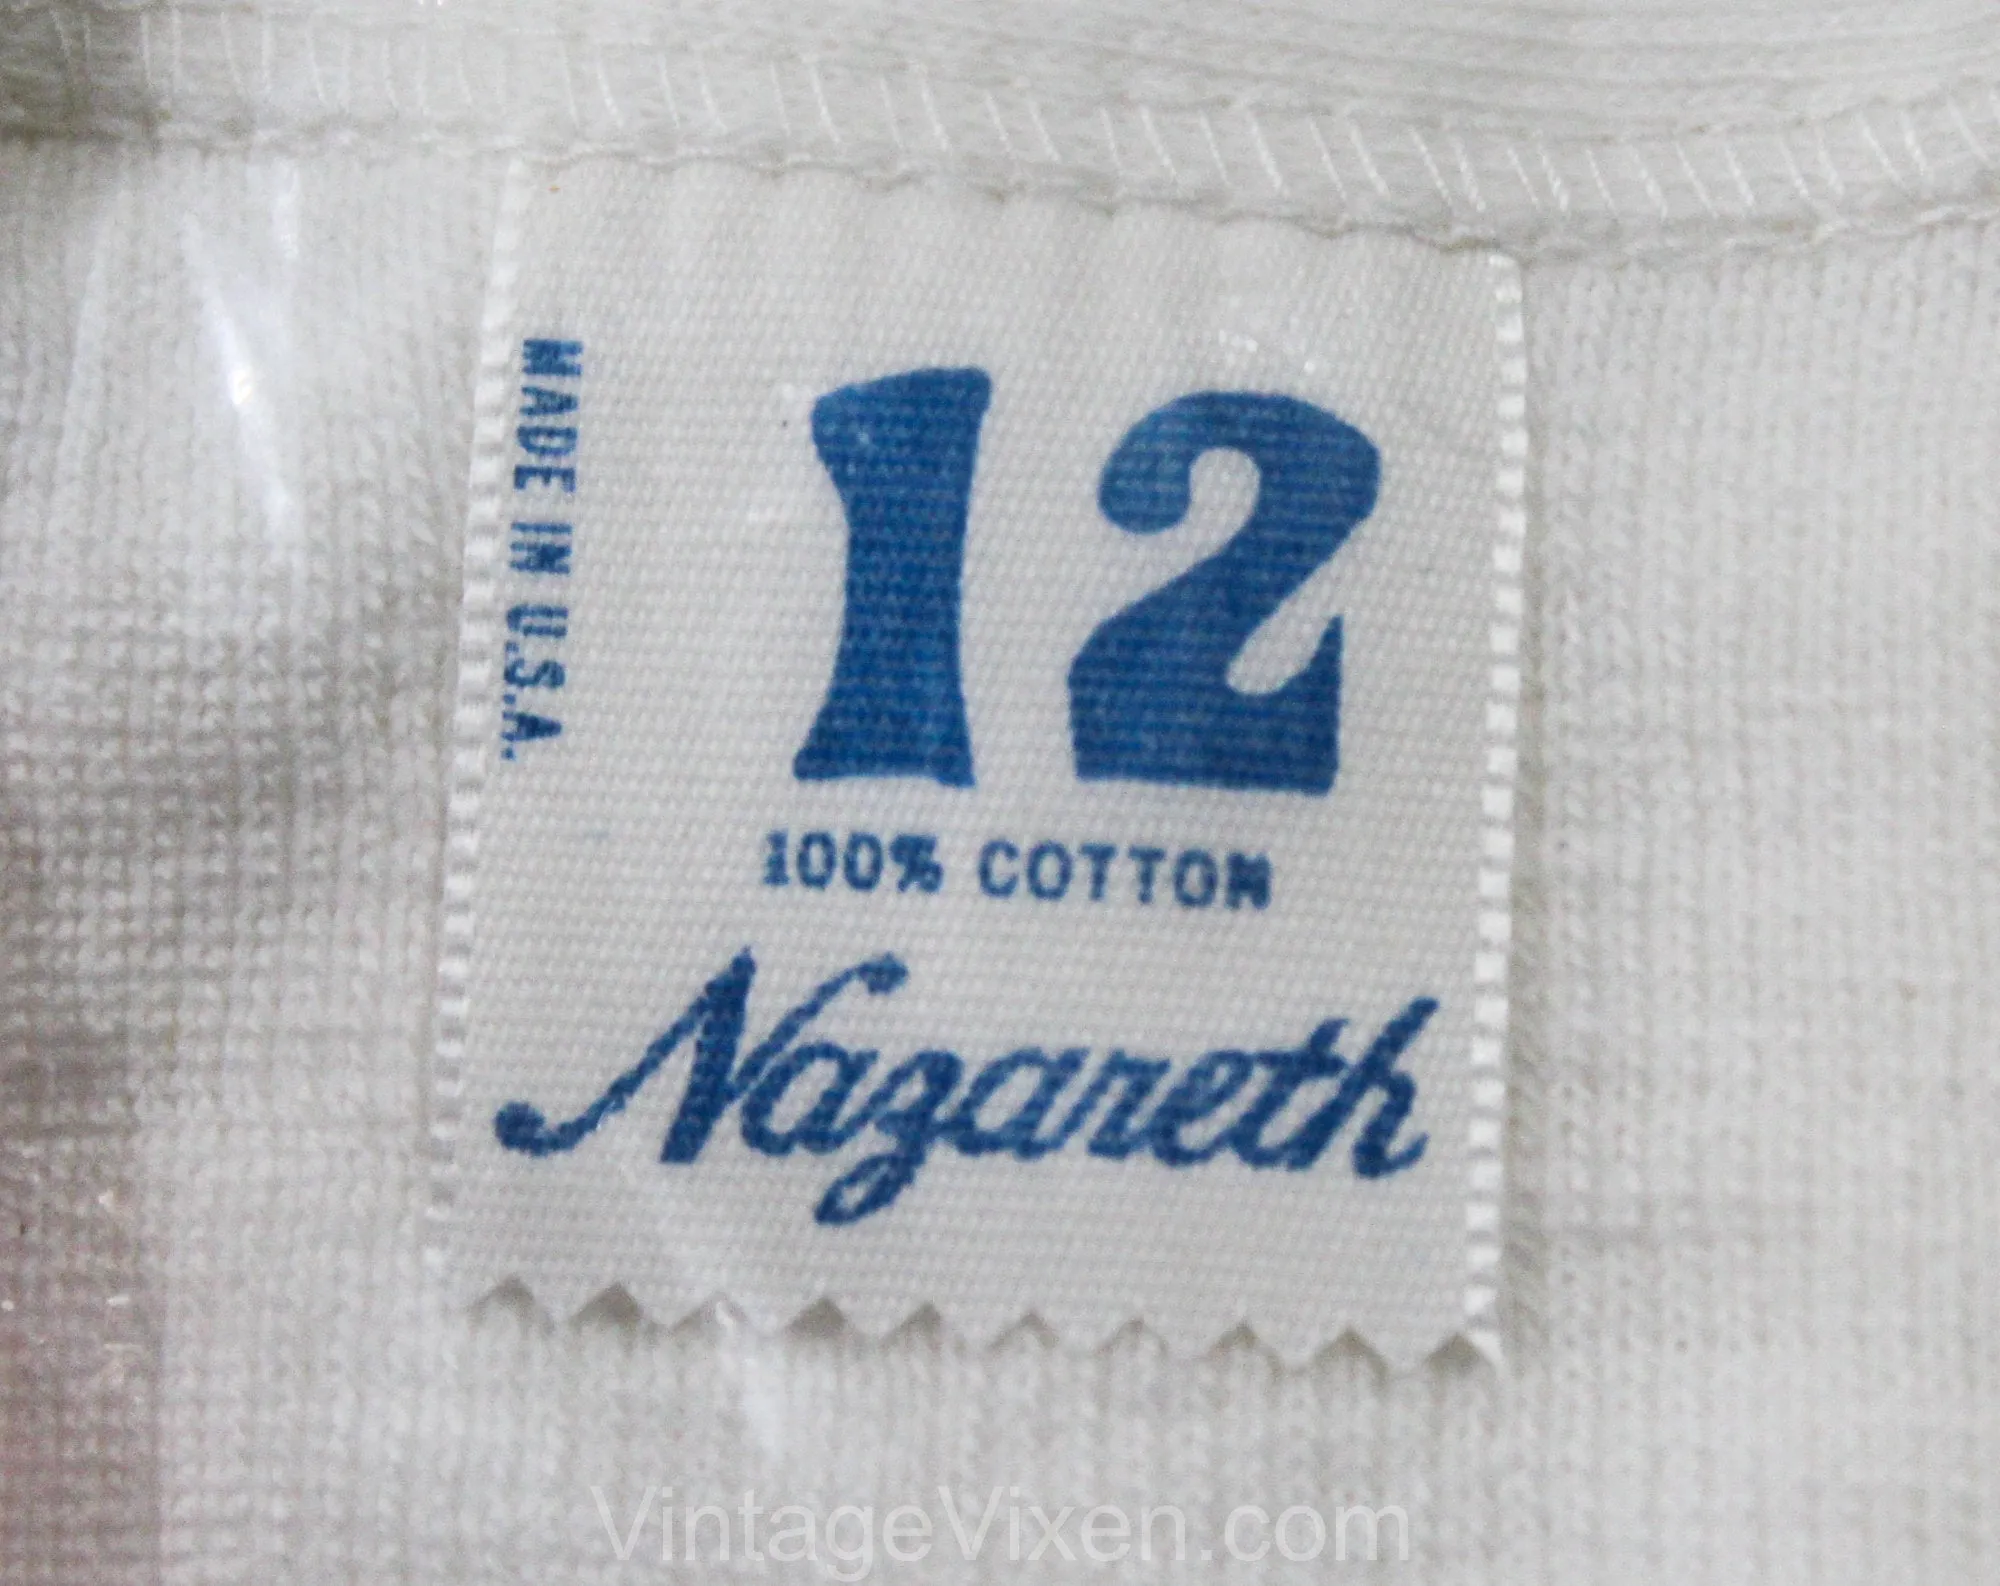 MADE IN U.S.A.
12
100% COTTON
Nazareth
VintageVixen.com